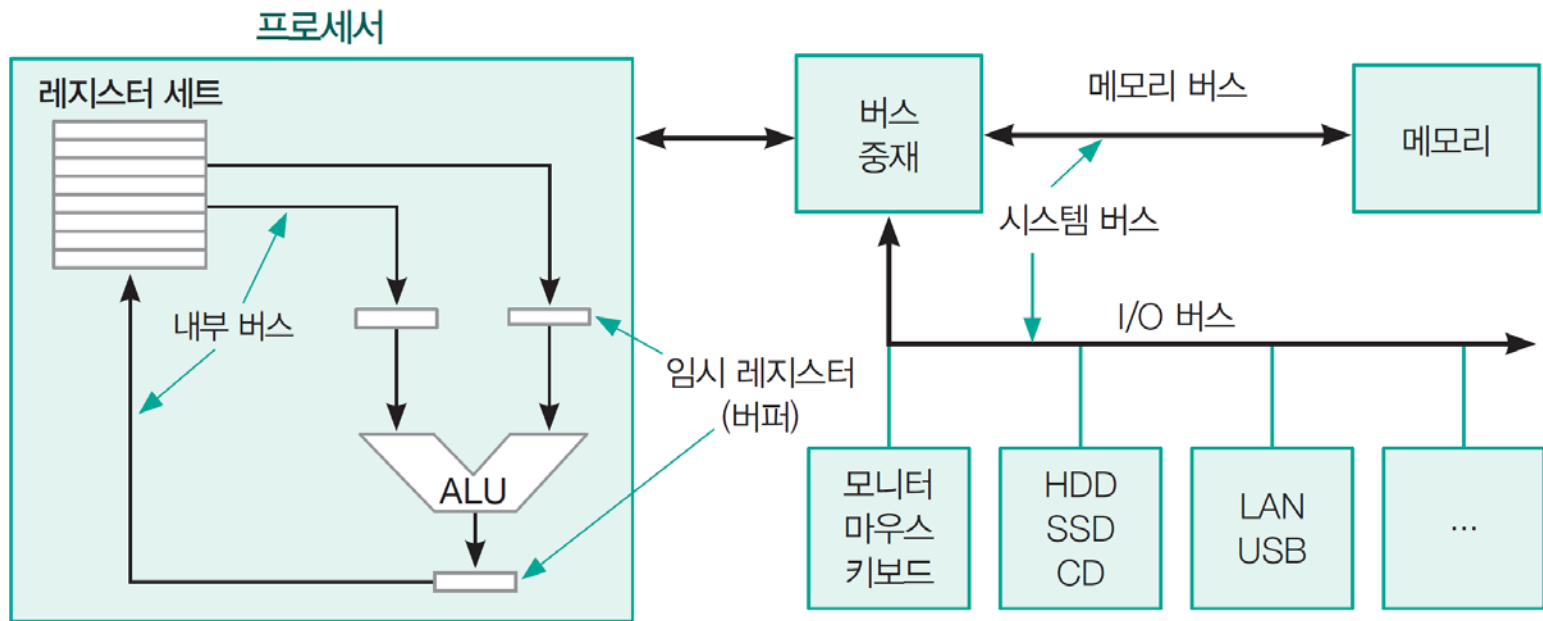 프로세서
레지스터 세트
내부 버스
임시 레지스터
(버퍼)
ALU
버스
중재
메모리 버스
메모리
시스템 버스
I/O 버스
모니터
마우스
키보드
HDD
SSD
CD
LAN
USB
...